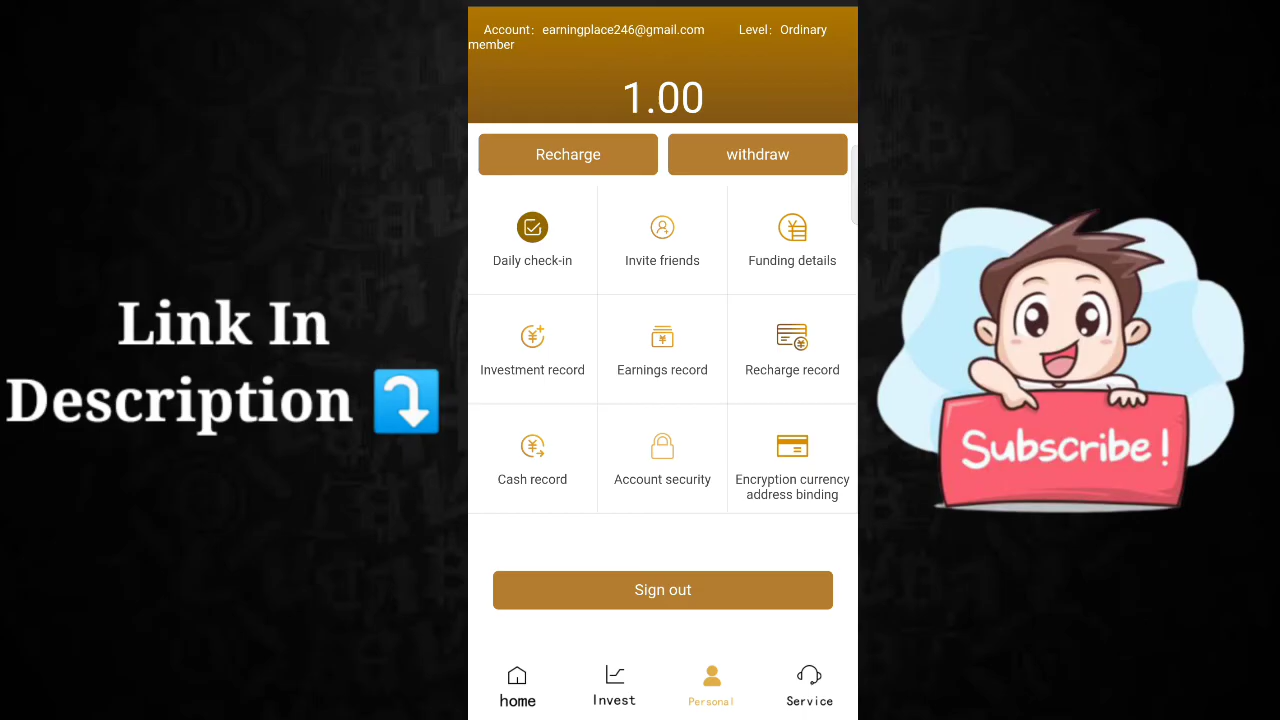 Account: earningplace246@gmail.com Level: Ordinary
member
1.00
Recharge withdraw
Daily check-in Invite friends Funding details
Investment record Earnings record Recharge record
Cash record Account security Encryption currency
address binding
Sign out
home Invest Personal Service
Link In
Description ⤵️
Subscribe!